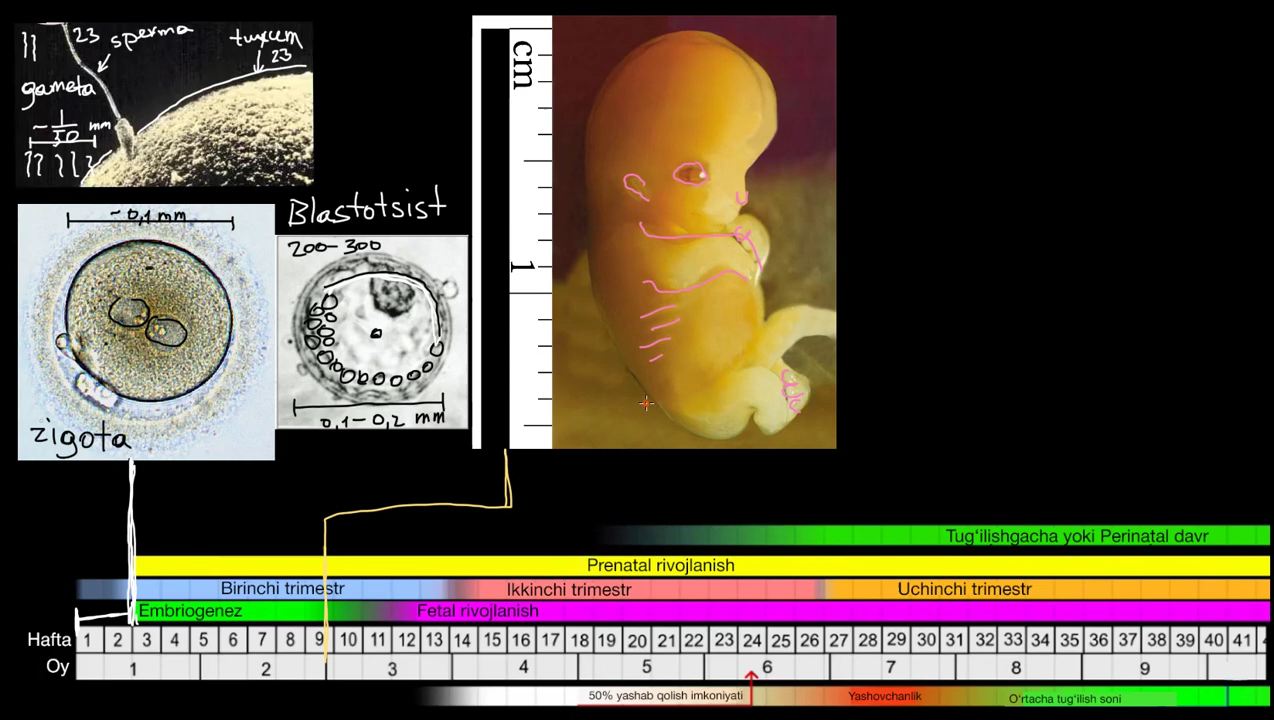 23 sperma
tuxum
23
gameta
~ 1/50 mm
~ 0,1 mm
zigota
Blastotsist
200-300
0,1-0,2 mm
cm
1
Tug‘ilishgacha yoki Perinatal davr
Prenatal rivojlanish
Birinchi trimestr Ikkinchi trimestr Uchinchi trimestr
Embriogenez Fetal rivojlanish
Hafta 1 2 3 4 5 6 7 8 9 10 11 12 13 14 15 16 17 18 19 20 21 22 23 24 25 26 27 28 29 30 31 32 33 34 35 36 37 38 39 40 41
Oy 1 2 3 4 5 6 7 8 9
50% yashab qolish imkoniyati Yashovchanlik O‘rtacha tug‘ilish soni